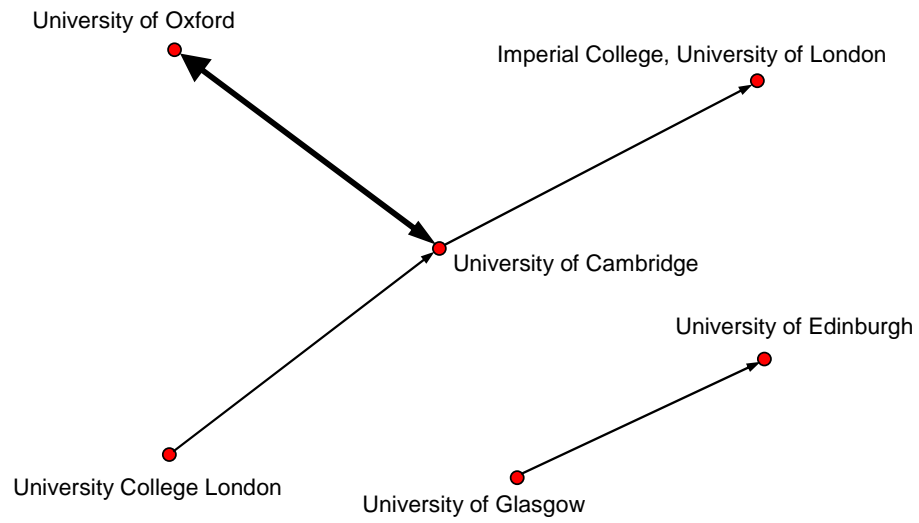 University of Oxford
Imperial College, University of London
University of Cambridge
University of Edinburgh
University College London
University of Glasgow